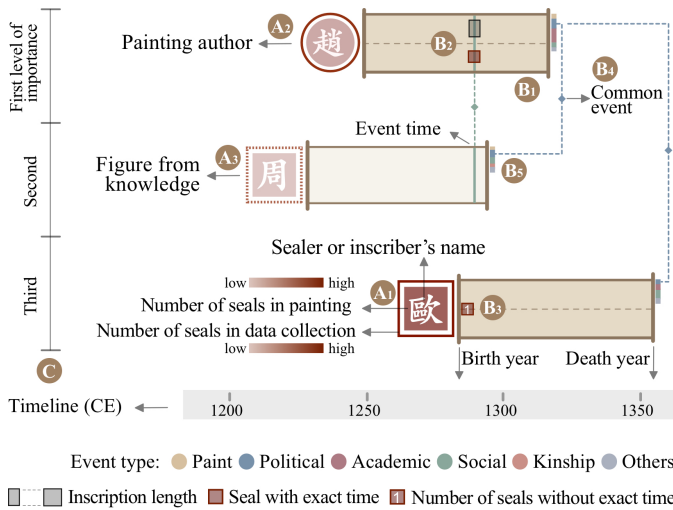 First level of
importance
Second
Third
C
A2
Painting author
趙
B2
B1
B4
Common
event
Event time
A3
Figure from
knowledge
周
B5
Sealer or inscriber's name
low high
A1
Number of seals in painting
歐
1
B3
Number of seals in data collection
low high
Birth year
Death year
Timeline (CE)
1200 1250 1300 1350
Event type: Paint Political Academic Social Kinship Others
Inscription length Seal with exact time 1 Number of seals without exact time